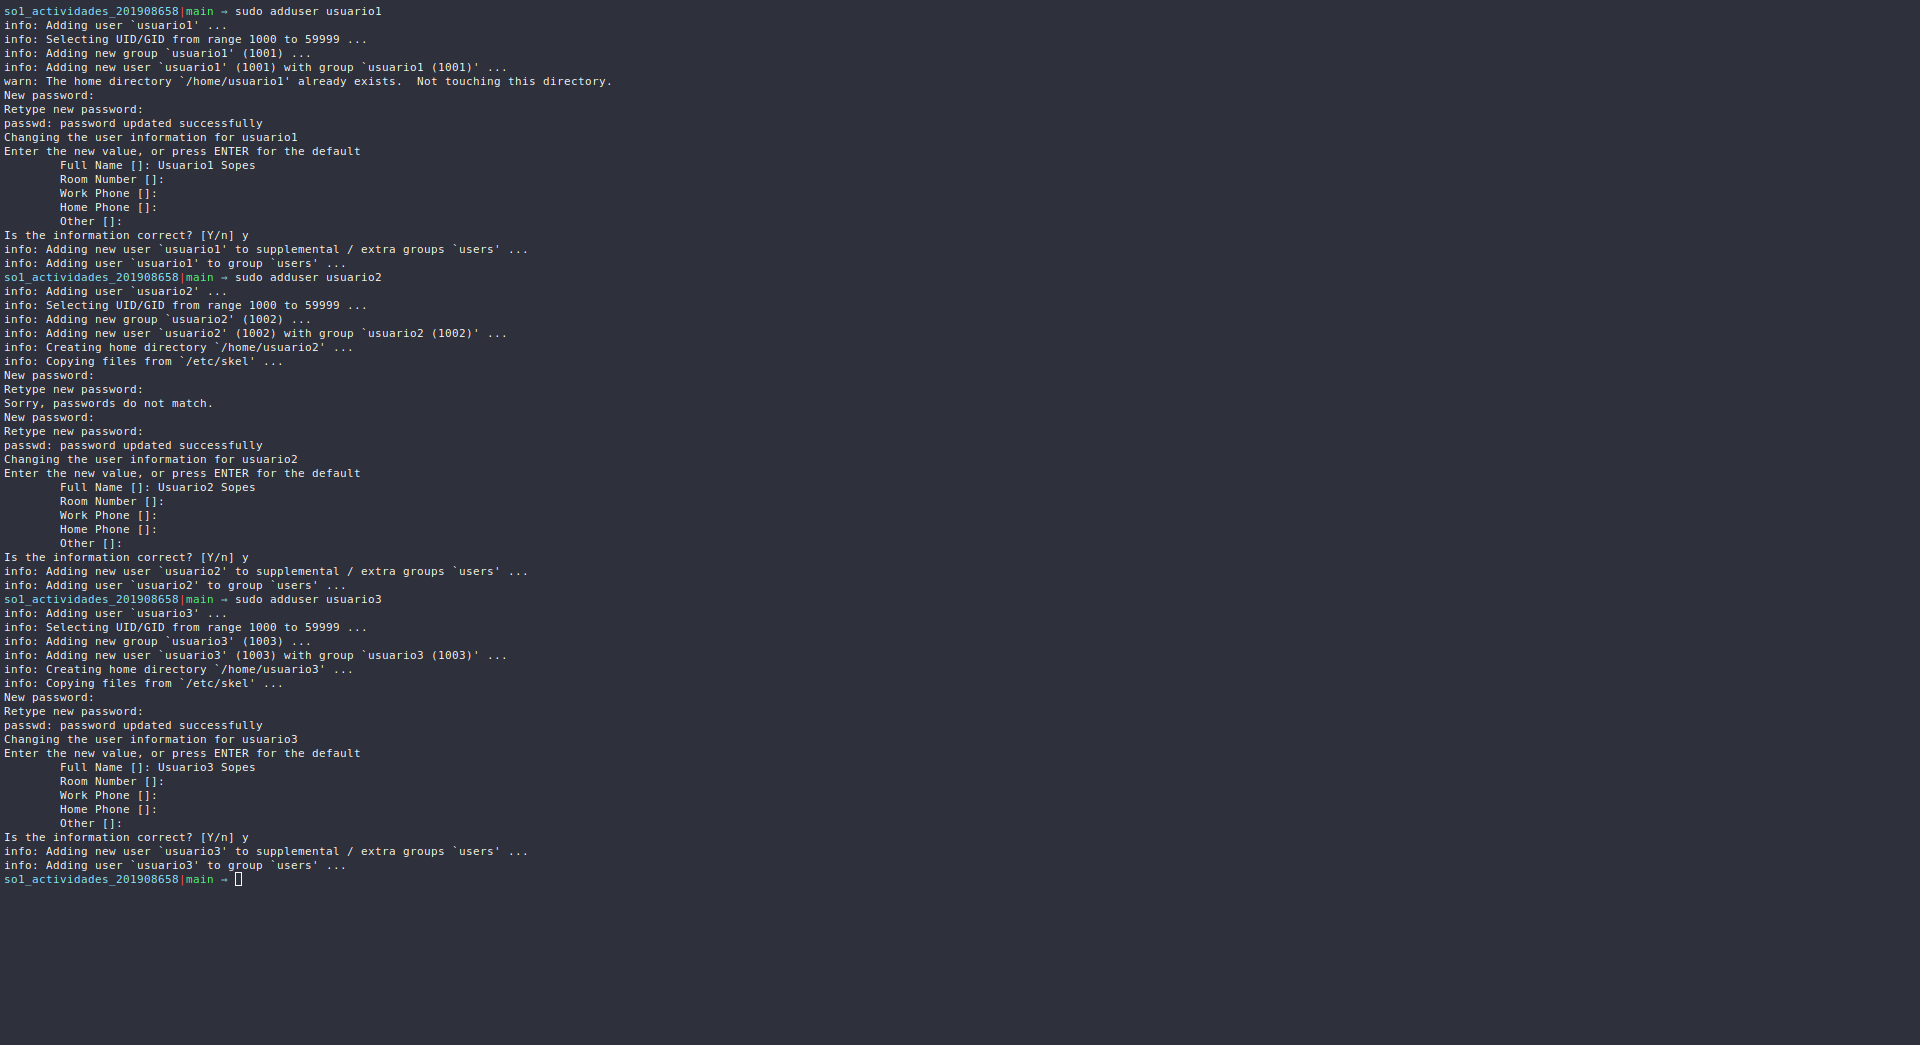 so1_actividades_201908658|main ⇒ sudo adduser usuario1
info: Adding user `usuario1' ...
info: Selecting UID/GID from range 1000 to 59999 ...
info: Adding new group `usuario1' (1001) ...
info: Adding new user `usuario1' (1001) with group `usuario1 (1001)' ...
warn: The home directory `/home/usuario1' already exists.  Not touching this directory.
New password:
Retype new password:
passwd: password updated successfully
Changing the user information for usuario1
Enter the new value, or press ENTER for the default
        Full Name []: Usuario1 Sopes
        Room Number []:
        Work Phone []:
        Home Phone []:
        Other []:
Is the information correct? [Y/n] y
info: Adding new user `usuario1' to supplemental / extra groups `users' ...
info: Adding user `usuario1' to group `users' ...
so1_actividades_201908658|main ⇒ sudo adduser usuario2
info: Adding user `usuario2' ...
info: Selecting UID/GID from range 1000 to 59999 ...
info: Adding new group `usuario2' (1002) ...
info: Adding new user `usuario2' (1002) with group `usuario2 (1002)' ...
info: Creating home directory `/home/usuario2' ...
info: Copying files from `/etc/skel' ...
New password:
Retype new password:
Sorry, passwords do not match.
New password:
Retype new password:
passwd: password updated successfully
Changing the user information for usuario2
Enter the new value, or press ENTER for the default
        Full Name []: Usuario2 Sopes
        Room Number []:
        Work Phone []:
        Home Phone []:
        Other []:
Is the information correct? [Y/n] y
info: Adding new user `usuario2' to supplemental / extra groups `users' ...
info: Adding user `usuario2' to group `users' ...
so1_actividades_201908658|main ⇒ sudo adduser usuario3
info: Adding user `usuario3' ...
info: Selecting UID/GID from range 1000 to 59999 ...
info: Adding new group `usuario3' (1003) ...
info: Adding new user `usuario3' (1003) with group `usuario3 (1003)' ...
info: Creating home directory `/home/usuario3' ...
info: Copying files from `/etc/skel' ...
New password:
Retype new password:
passwd: password updated successfully
Changing the user information for usuario3
Enter the new value, or press ENTER for the default
        Full Name []: Usuario3 Sopes
        Room Number []:
        Work Phone []:
        Home Phone []:
        Other []:
Is the information correct? [Y/n] y
info: Adding new user `usuario3' to supplemental / extra groups `users' ...
info: Adding user `usuario3' to group `users' ...
so1_actividades_201908658|main ⇒